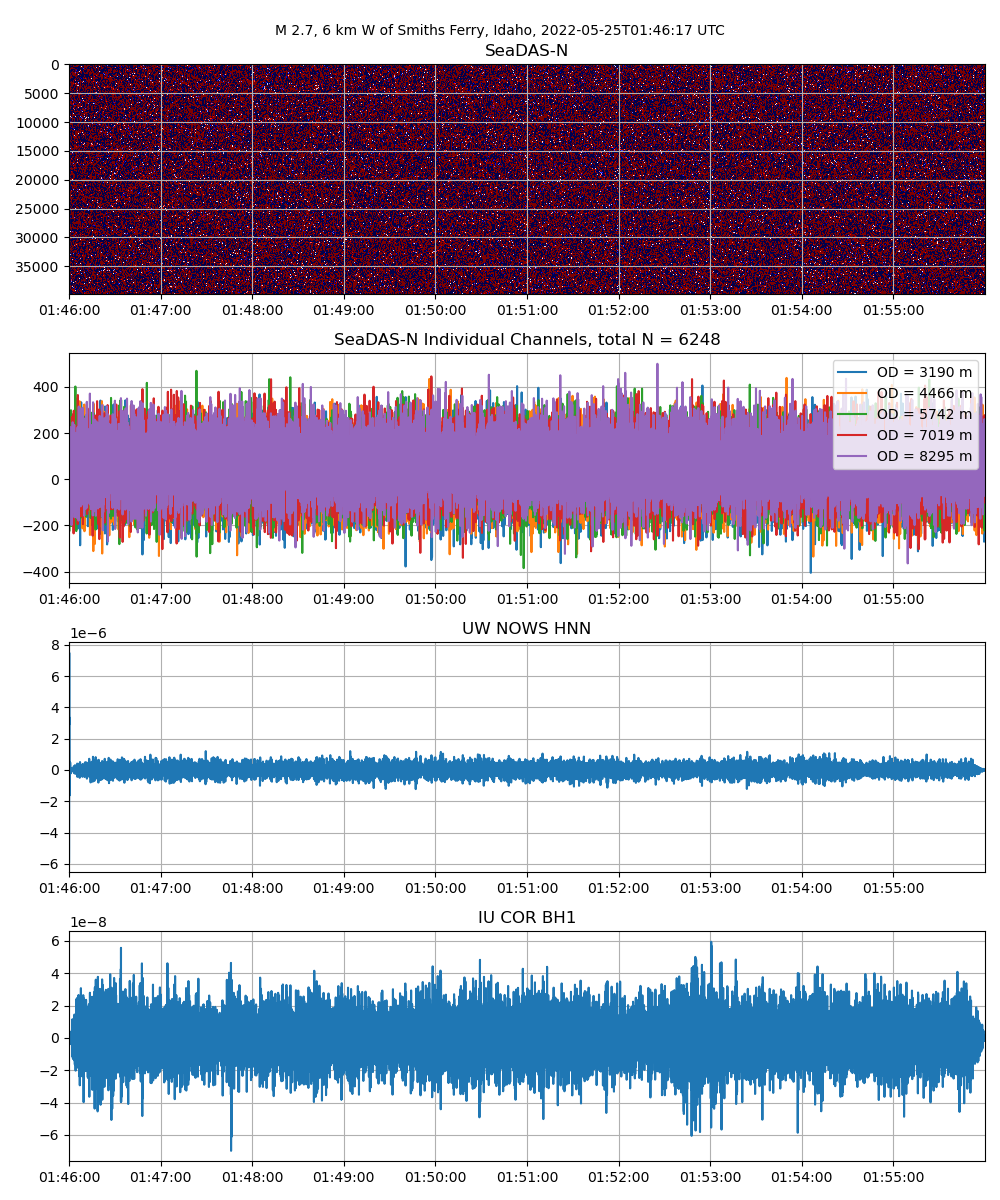 M 2.7, 6 km W of Smiths Ferry, Idaho, 2022-05-25T01:46:17 UTC
SeaDAS-N
0
5000
10000
15000
20000
25000
30000
35000
01:46:00 01:47:00 01:48:00 01:49:00 01:50:00 01:51:00 01:52:00 01:53:00 01:54:00 01:55:00
SeaDAS-N Individual Channels, total N = 6248
400
200
0
−200
−400
OD = 3190 m
OD = 4466 m
OD = 5742 m
OD = 7019 m
OD = 8295 m
01:46:00 01:47:00 01:48:00 01:49:00 01:50:00 01:51:00 01:52:00 01:53:00 01:54:00 01:55:00
1e−6
UW NOWS HNN
8
6
4
2
0
−2
−4
−6
01:46:00 01:47:00 01:48:00 01:49:00 01:50:00 01:51:00 01:52:00 01:53:00 01:54:00 01:55:00
1e−8
IU COR BH1
6
4
2
0
−2
−4
−6
01:46:00 01:47:00 01:48:00 01:49:00 01:50:00 01:51:00 01:52:00 01:53:00 01:54:00 01:55:00